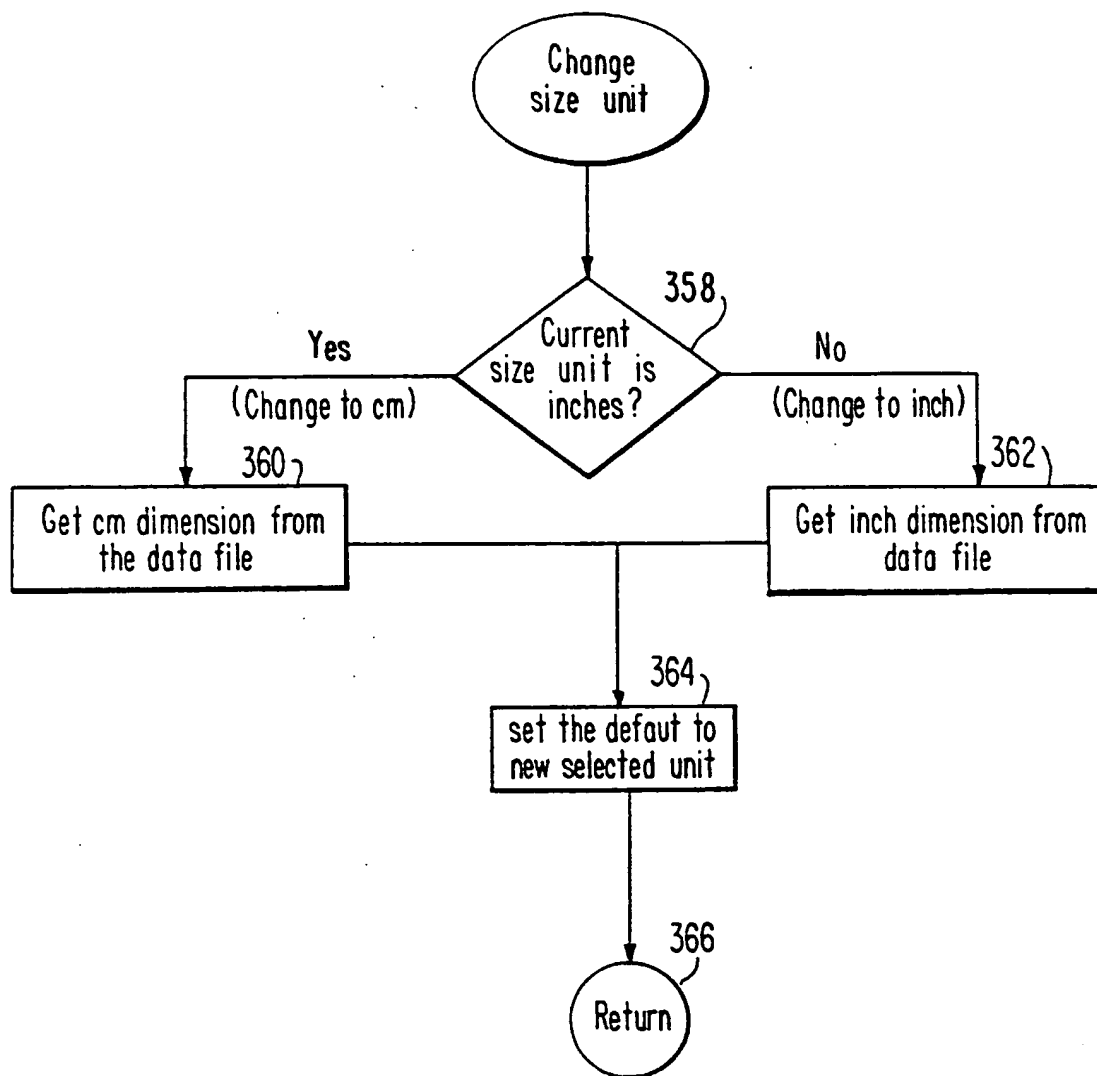 Change
size unit
358
Current
size unit is
inches?
Yes
(Change to cm)
No
(Change to inch)
360
Get cm dimension from
the data file
362
Get inch dimension from
data file
364
set the defaut to
new selected unit
366
Return